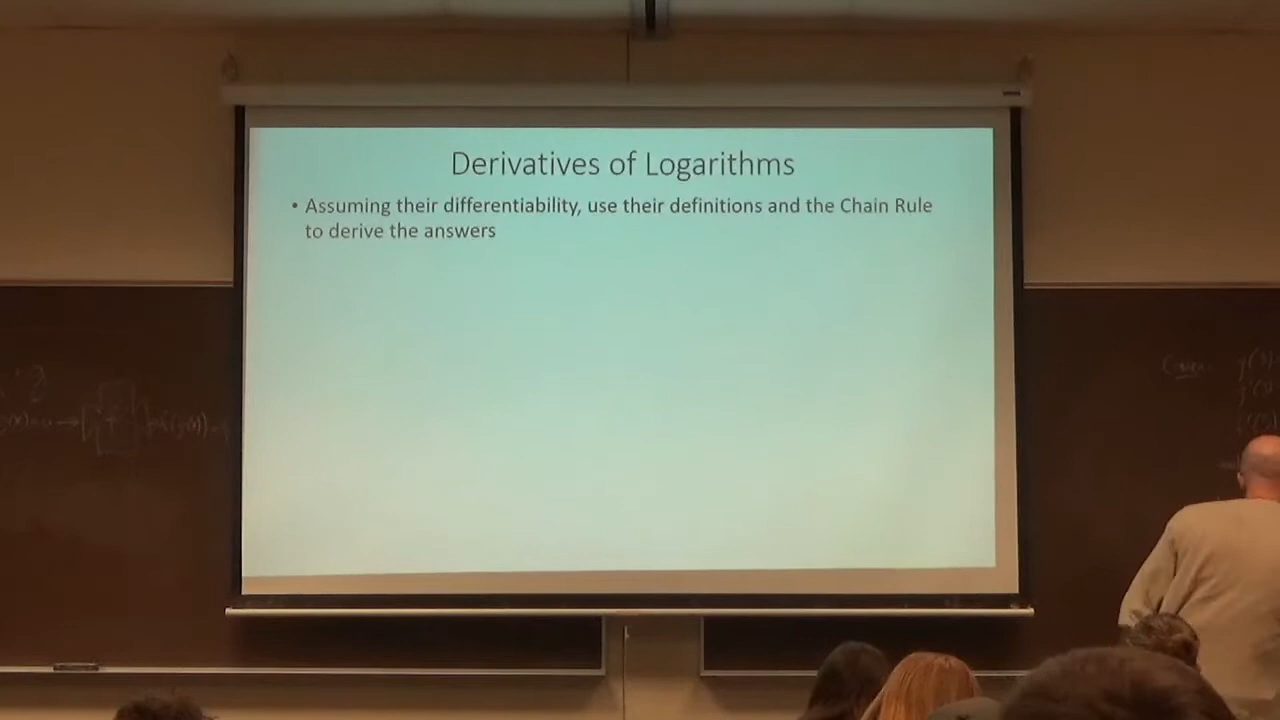 Derivatives of Logarithms
• Assuming their differentiability, use their definitions and the Chain Rule
to derive the answers